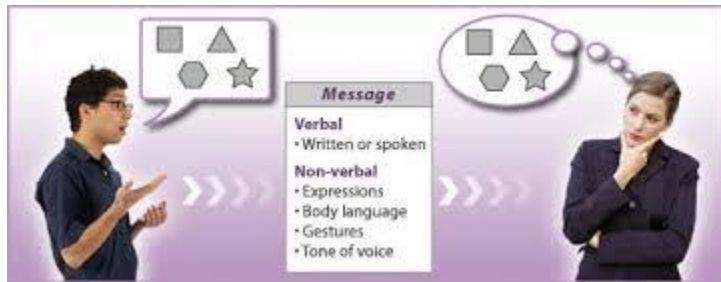 Message
Verbal
• Written or spoken
Non-verbal
• Expressions
• Body language
• Gestures
• Tone of voice